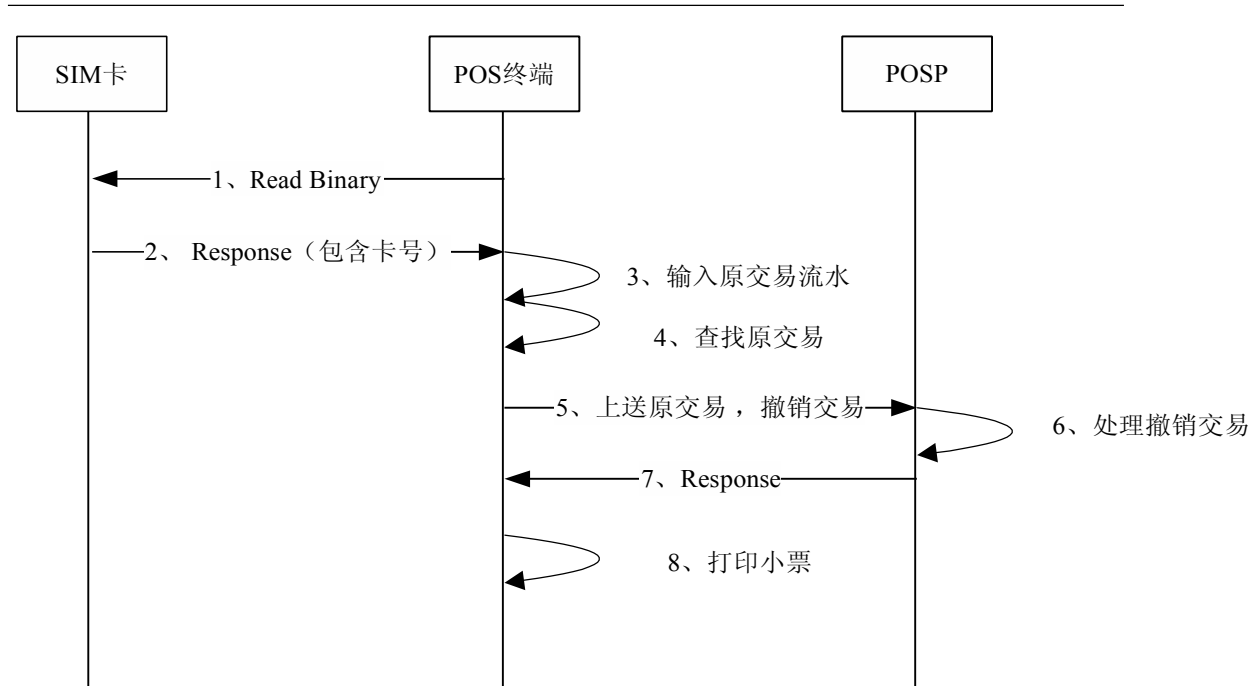 SIM卡
POS终端
POSP
1、Read Binary
2、 Response（包含卡号）
3、输入原交易流水
4、查找原交易
5、上送原交易 ，撤销交易
6、处理撤销交易
7、Response
8、打印小票